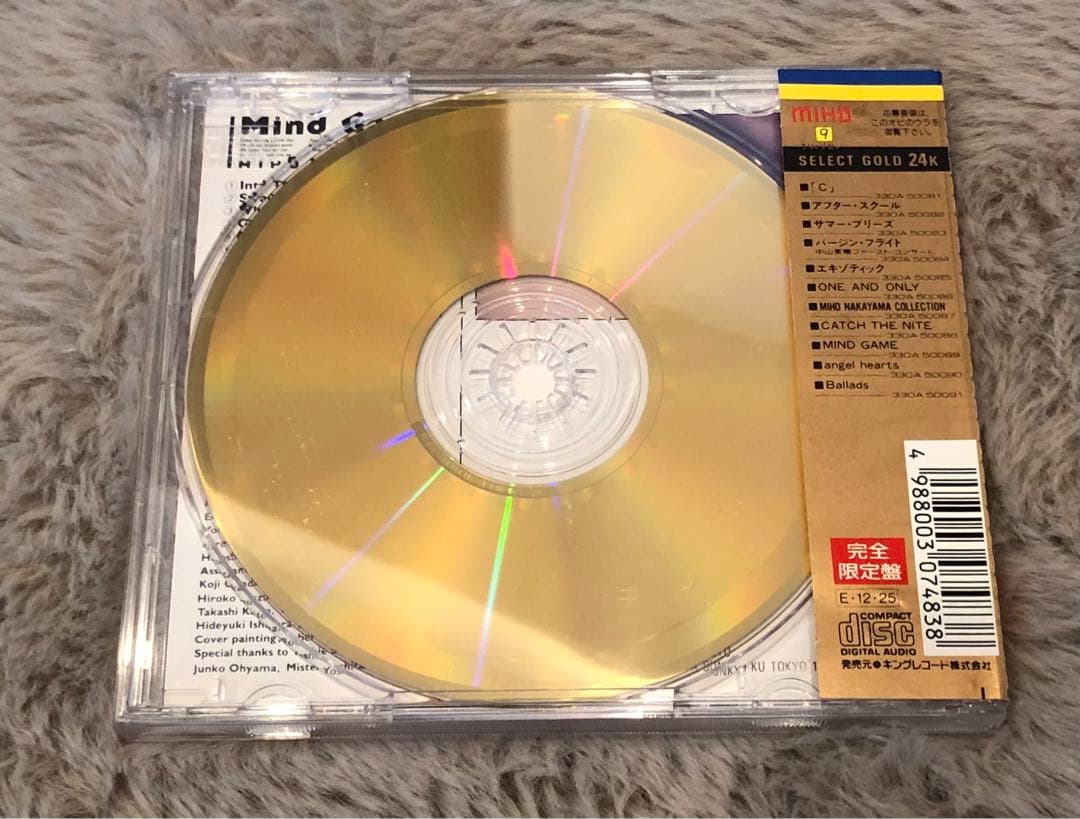 Mind
MIHO
応募要領は、
このオビのウラを
御覧下さい。
9
SELECT GOLD 24K
■「C」
330A 50081
■アフター・スクール
330A 50082
■サマー・ブリーズ
330A 50083
■バージン・フライト
中山美穂ファースト・コンサート
330A 50084
■エキゾティック
330A 50085
■ONE AND ONLY
330A 50086
■MIHO NAKAYAMA COLLECTION
330A 50087
■CATCH THE NITE
330A 50088
■MIND GAME
330A 50089
■angel hearts
330A 50090
■Ballads
330A 50091
4 988003 074838
完全
限定盤
E・12・25
COMPACT
disc
DIGITAL AUDIO
発売元●キングレコード株式会社
Koji
Hiroko
Takashi
Hideyuki
Cover painting
Special thanks to
Junko Ohyama,
KU TOKYO